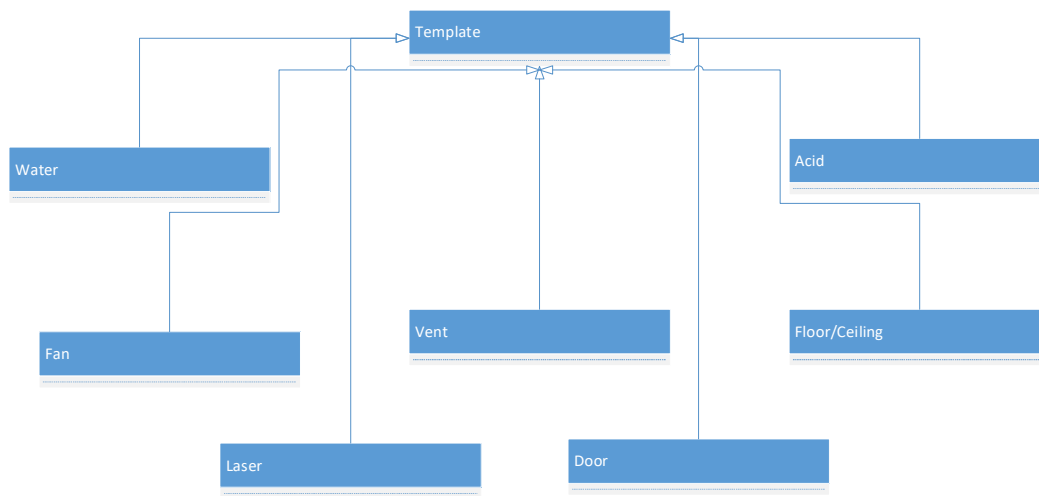 Template
Water
Acid
Vent
Floor/Ceiling
Fan
Laser
Door